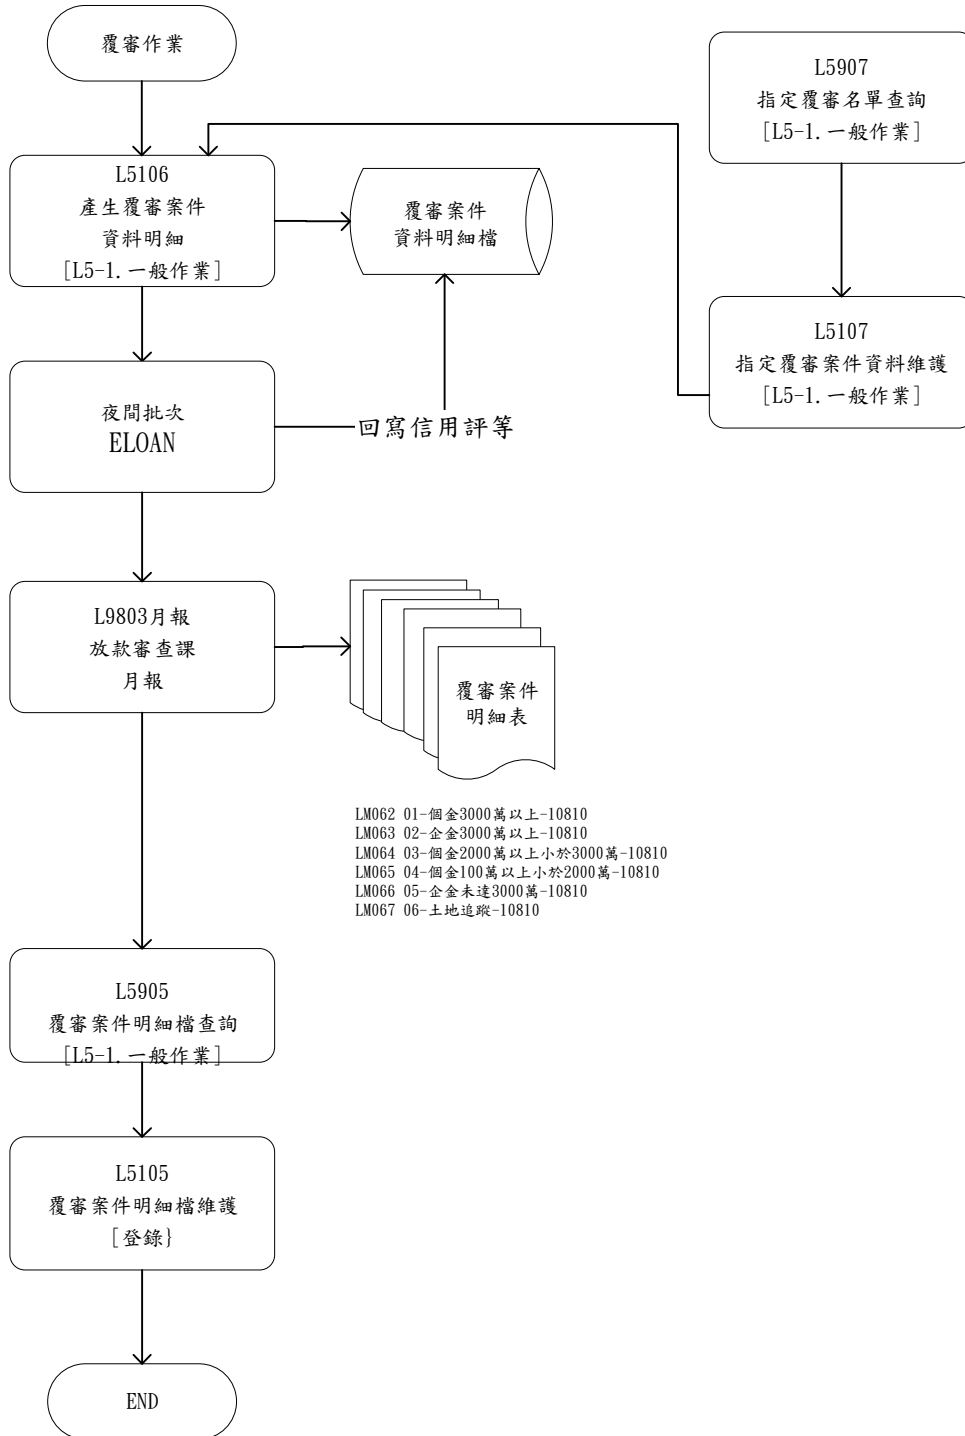 覆審作業
L5907
指定覆審名單查詢
[L5-1.一般作業]
L5106
產生覆審案件
資料明細
[L5-1.一般作業]
覆審案件
資料明細檔
L5107
指定覆審案件資料維護
[L5-1.一般作業]
夜間批次
ELOAN
回寫信用評等
L9803月報
放款審查課
月報
覆審案件
明細表
LM062 01-個金3000萬以上-10810
LM063 02-企金3000萬以上-10810
LM064 03-個金2000萬以上小於3000萬-10810
LM065 04-個金100萬以上小於2000萬-10810
LM066 05-企金未達3000萬-10810
LM067 06-土地追蹤-10810
L5905
覆審案件明細檔查詢
[L5-1.一般作業]
L5105
覆審案件明細檔維護
[登錄}
END